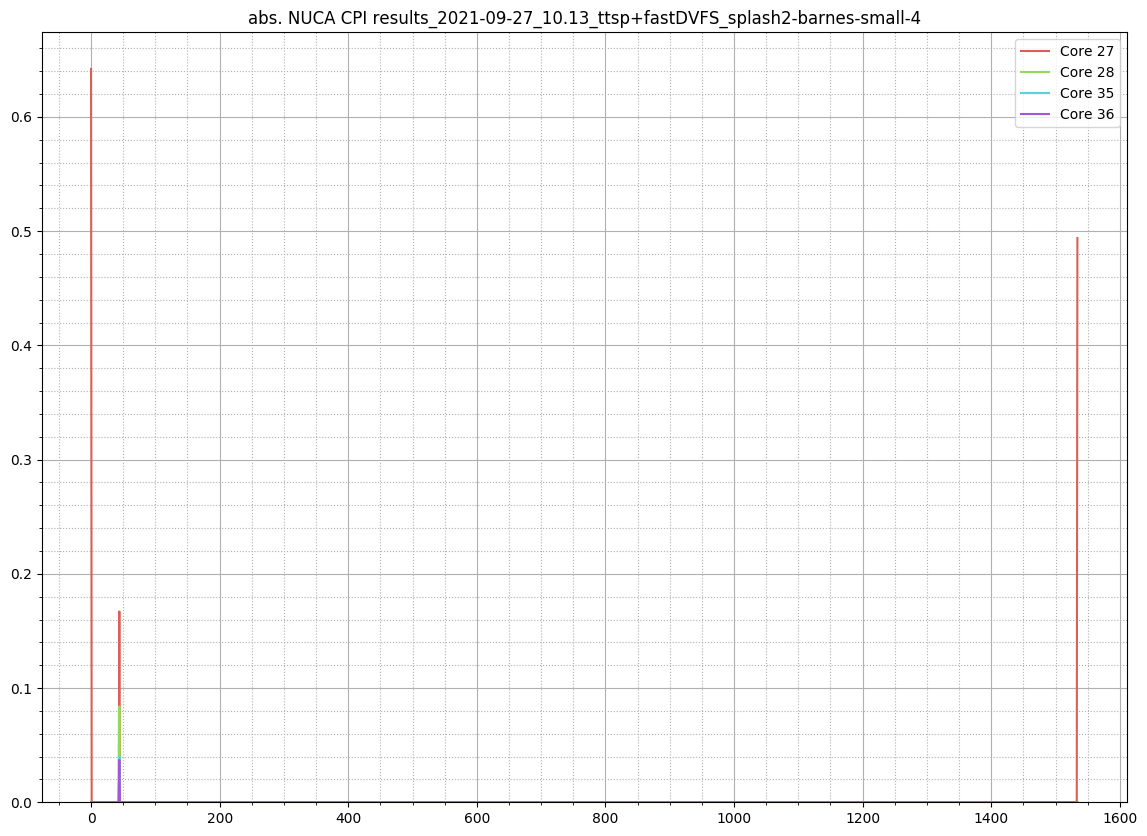 abs. NUCA CPI results_2021-09-27_10.13_ttsp+fastDVFS_splash2-barnes-small-4
Core 27
Core 28
Core 35
Core 36
0.6
0.5
0.4
0.3
0.2
0.1
0.0
0 200 400 600 800 1000 1200 1400 1600